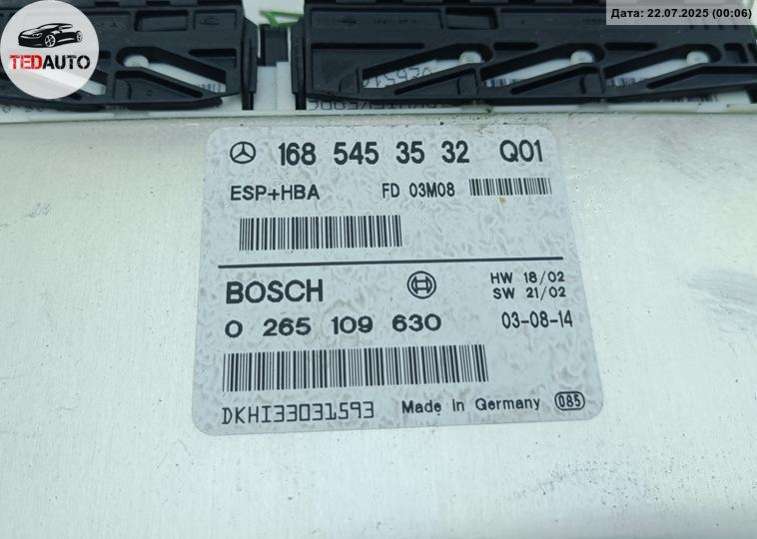 Дата: 22.07.2025 (00:06)
TEDAUTO
168 545 35 32 Q01
ESP+HBA FD 03M08
BOSCH HW 18/02
SW 21/02
0 265 109 630 03-08-14
DKHI33031593 Made In Germany 085